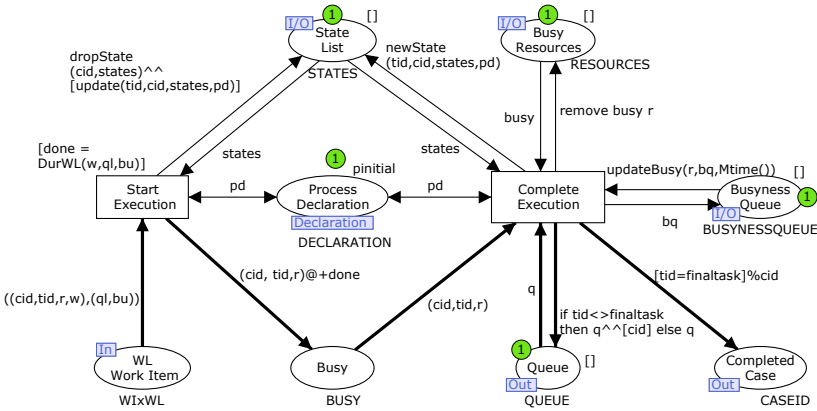 1
I/O
State
List
[]
STATES
1
I/O
Busy
Resources
[]
RESOURCES
dropState
(cid,states)^^
[update(tid,cid,states,pd)]
newState
(tid,cid,states,pd)
busy
remove busy r
[done =
DurWL(w,ql,bu)]
states
states
1
pinitial
Start
Execution
pd
Process
Declaration
Declaration
DECLARATION
pd
Complete
Execution
updateBusy(r,bq,Mtime())
[]
Busyness
Queue
1
I/O
BUSYNESSQUEUE
bq
((cid,tid,r,w),(ql,bu))
(cid, tid,r)@+done
(cid,tid,r)
q
[tid=finaltask]%cid
if tid<>finaltask
then q^^[cid] else q
In
WL
Work Item
WIxWL
Busy
BUSY
1
Queue
[]
Out
QUEUE
Completed
Case
Out
CASEID